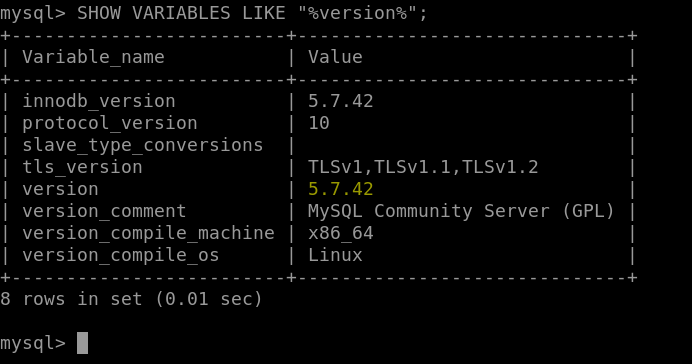 mysql> SHOW VARIABLES LIKE "%version%";
+-------------------------+------------------------------+
| Variable_name           | Value                        |
+-------------------------+------------------------------+
| innodb_version          | 5.7.42                       |
| protocol_version        | 10                           |
| slave_type_conversions  |                              |
| tls_version             | TLSv1,TLSv1.1,TLSv1.2        |
| version                 | 5.7.42                       |
| version_comment         | MySQL Community Server (GPL) |
| version_compile_machine | x86_64                       |
| version_compile_os      | Linux                        |
+-------------------------+------------------------------+
8 rows in set (0.01 sec)
mysql>